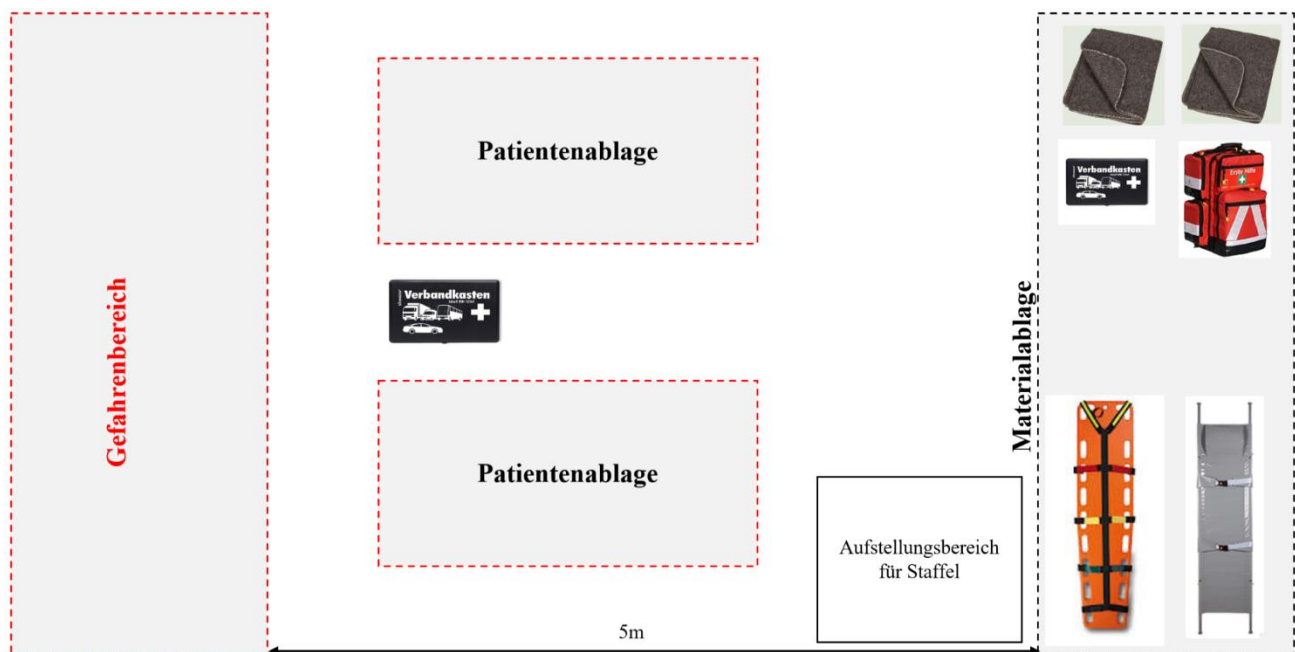 Gefahrenbereich
Patientenablage
Verbandkasten
Patientenablage
Aufstellungsbereich
für Staffel
5m
Materialablage
Verbandkasten
Erste Hilfe